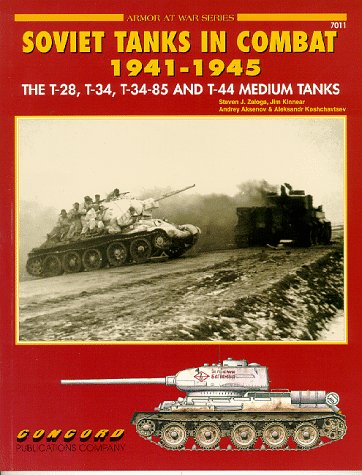 ARMOR AT WAR SERIES
7011
SOVIET TANKS IN COMBAT
1941-1945
THE T-28, T-34, T-34-85 AND T-44 MEDIUM TANKS
Steven J. Zaloga, Jim Kinnear
Andrey Aksenov & Aleksandr Koshchavtsev
CONCORD
PUBLICATIONS COMPANY